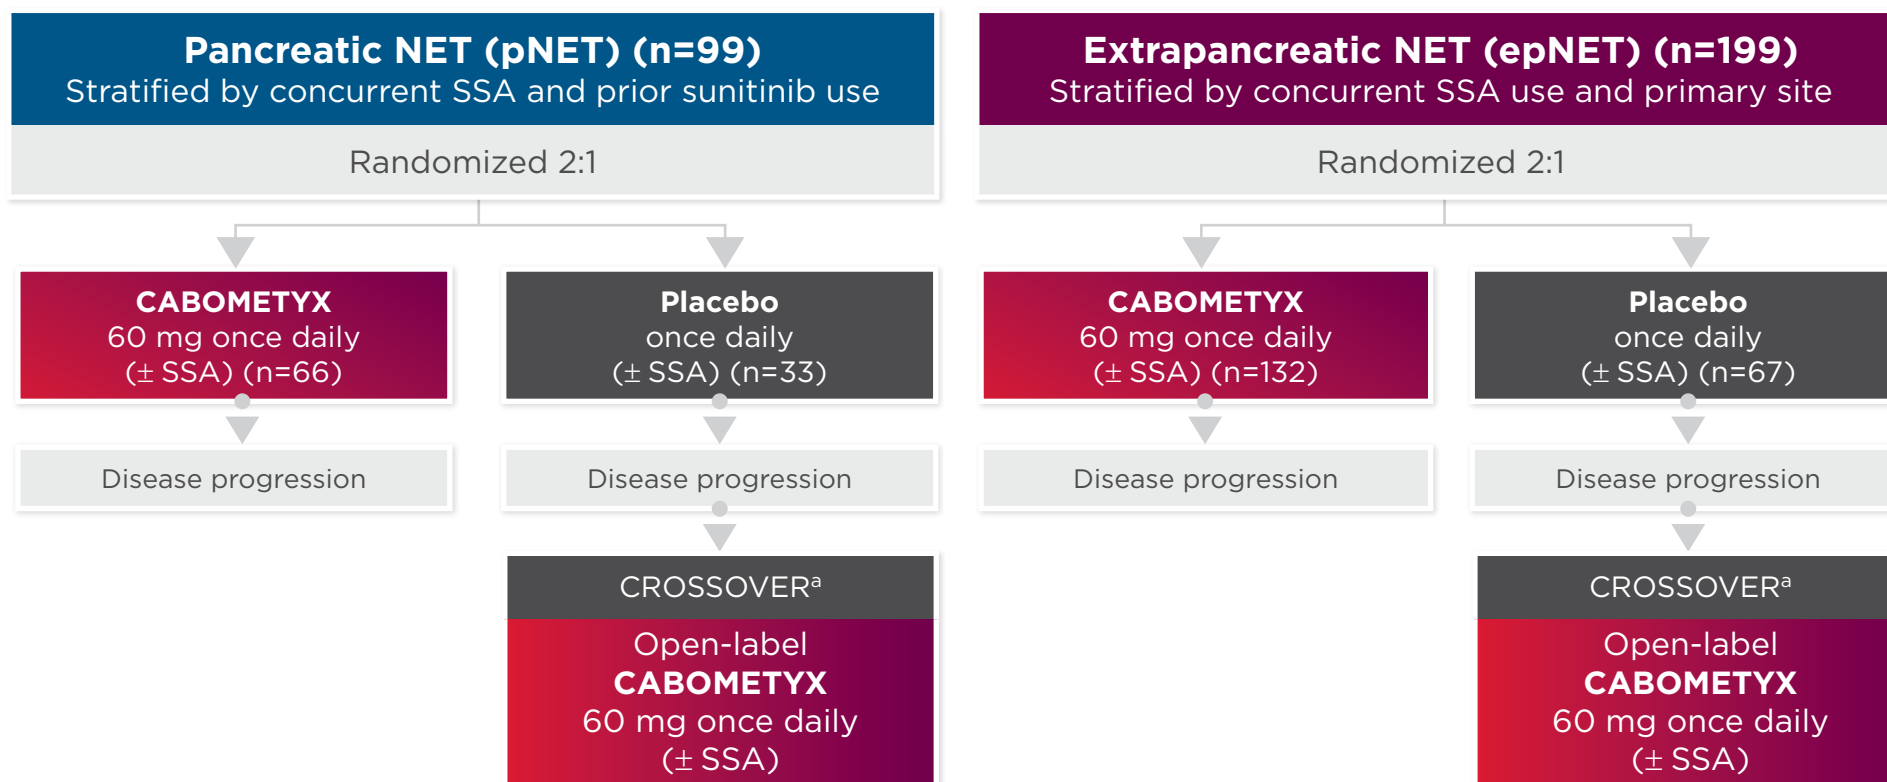 Pancreatic NET (pNET) (n=99)
Stratified by concurrent SSA and prior sunitinib use
Randomized 2:1
CABOMETYX
60 mg once daily
(± SSA) (n=66)
Disease progression
Placebo
once daily
(± SSA) (n=33)
Disease progression
CROSSOVERᵃ
Open-label
CABOMETYX
60 mg once daily
(± SSA)
Extrapancreatic NET (epNET) (n=199)
Stratified by concurrent SSA use and primary site
Randomized 2:1
CABOMETYX
60 mg once daily
(± SSA) (n=132)
Disease progression
Placebo
once daily
(± SSA) (n=67)
Disease progression
CROSSOVERᵃ
Open-label
CABOMETYX
60 mg once daily
(± SSA)